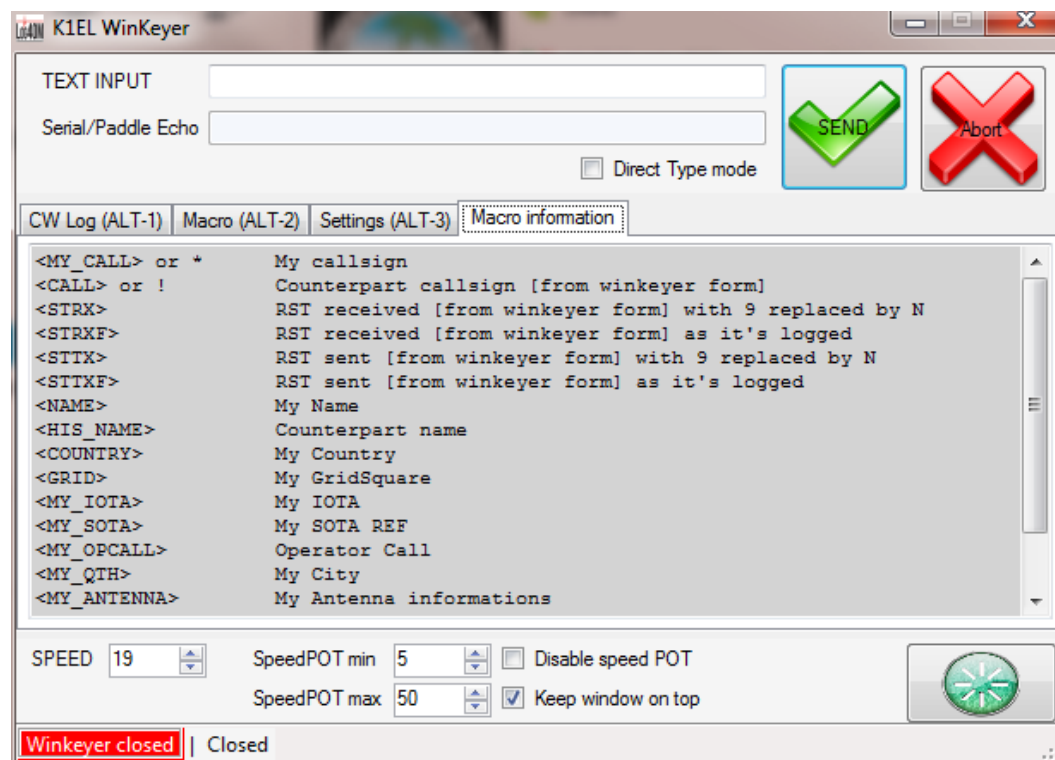 K1EL WinKeyer
TEXT INPUT
SEND
Abort
Serial/Paddle Echo
Direct Type mode
CW Log (ALT-1) Macro (ALT-2) Settings (ALT-3) Macro information
<MY_CALL> or * My callsign
<CALL> or ! Counterpart callsign [from winkeyer form]
<STRX> RST received [from winkeyer form] with 9 replaced by N
<STRXF> RST received [from winkeyer form] as it's logged
<STTX> RST sent [from winkeyer form] with 9 replaced by N
<STTXF> RST sent [from winkeyer form] as it's logged
<NAME> My Name
<HIS_NAME> Counterpart name
<COUNTRY> My Country
<GRID> My GridSquare
<MY_IOTA> My IOTA
<MY_SOTA> My SOTA REF
<MY_OPCALL> Operator Call
<MY_QTH> My City
<MY_ANTENNA> My Antenna informations
SPEED 19 SpeedPOT min 5 Disable speed POT
SpeedPOT max 50 Keep window on top
Winkeyer closed | Closed